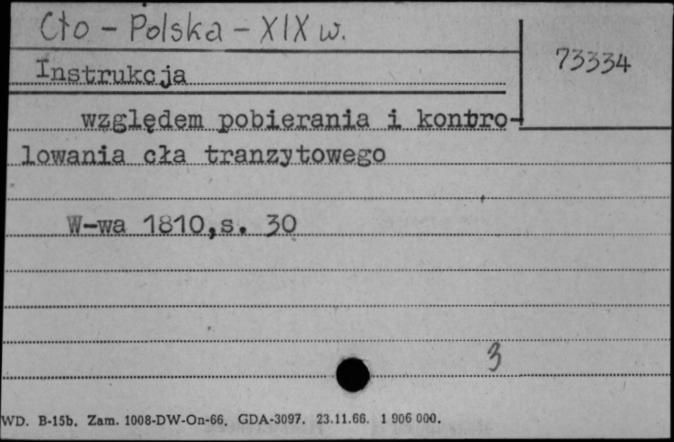 Cło - Polska - XIX w.
73334
Instrukcja
względem pobierania i kontro-
lowania cła tranzytowego
W-wa 1810,s. 30
3
WD. B-15b. Zam. 1008-DW-On-66. GDA-3097. 23.11.66. 1 906 000.